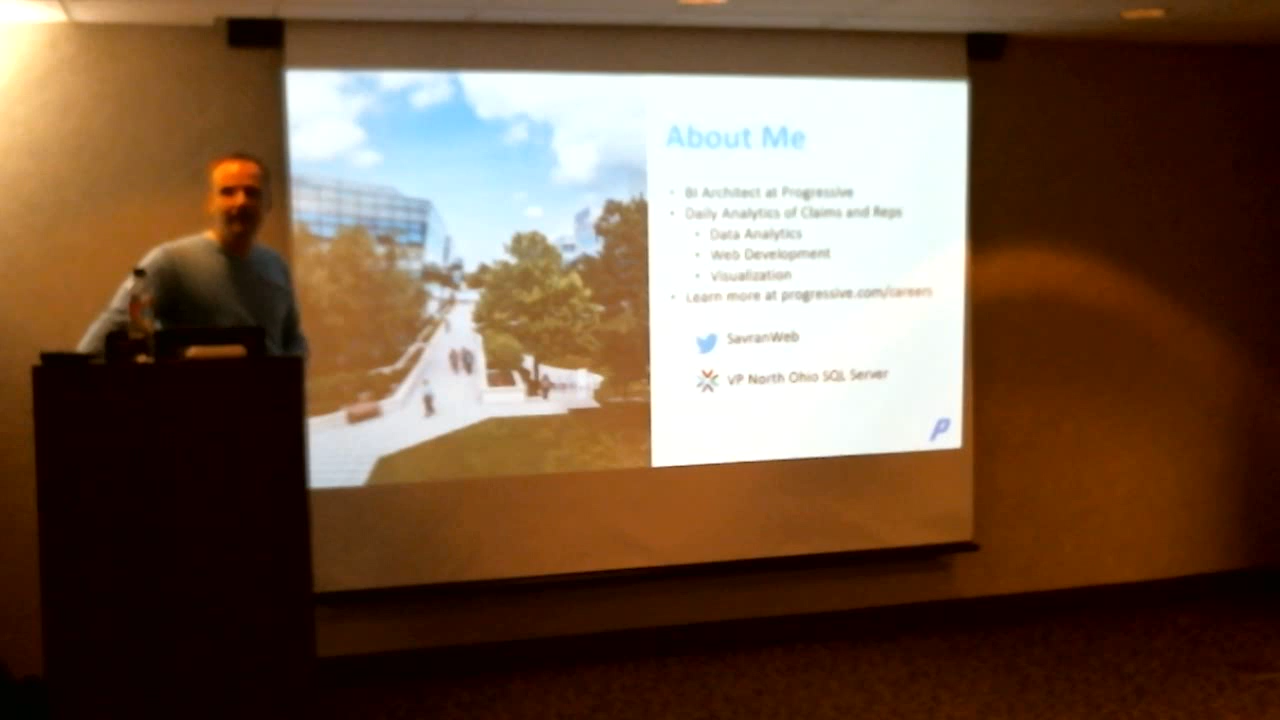 About Me
• BI Architect at Progressive
• Daily Analytics of Claims and Reps
• Data Analytics
• Web Development
• Visualization
• Learn more at progressive.com/careers
SavranWeb
VP North Ohio SQL Server
P